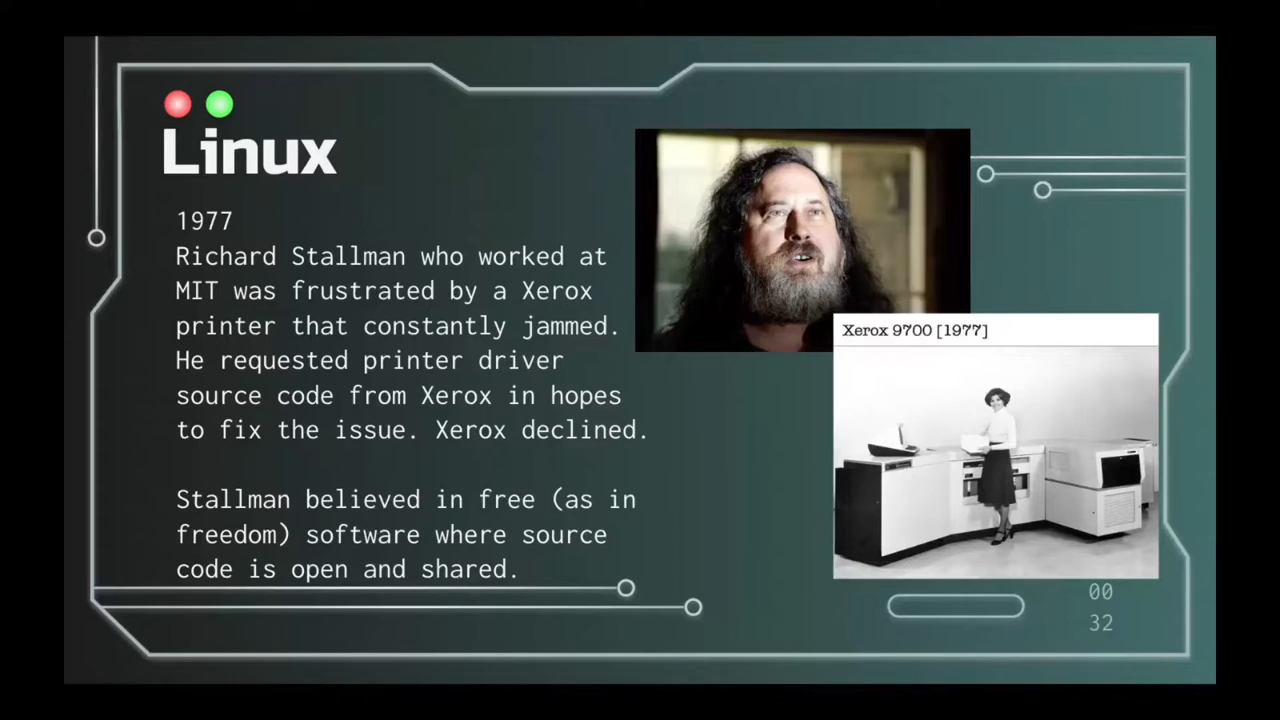 Linux
1977
Richard Stallman who worked at
MIT was frustrated by a Xerox
printer that constantly jammed.
He requested printer driver
source code from Xerox in hopes
to fix the issue. Xerox declined.
Stallman believed in free (as in
freedom) software where source
code is open and shared.
Xerox 9700 [1977]
00
32